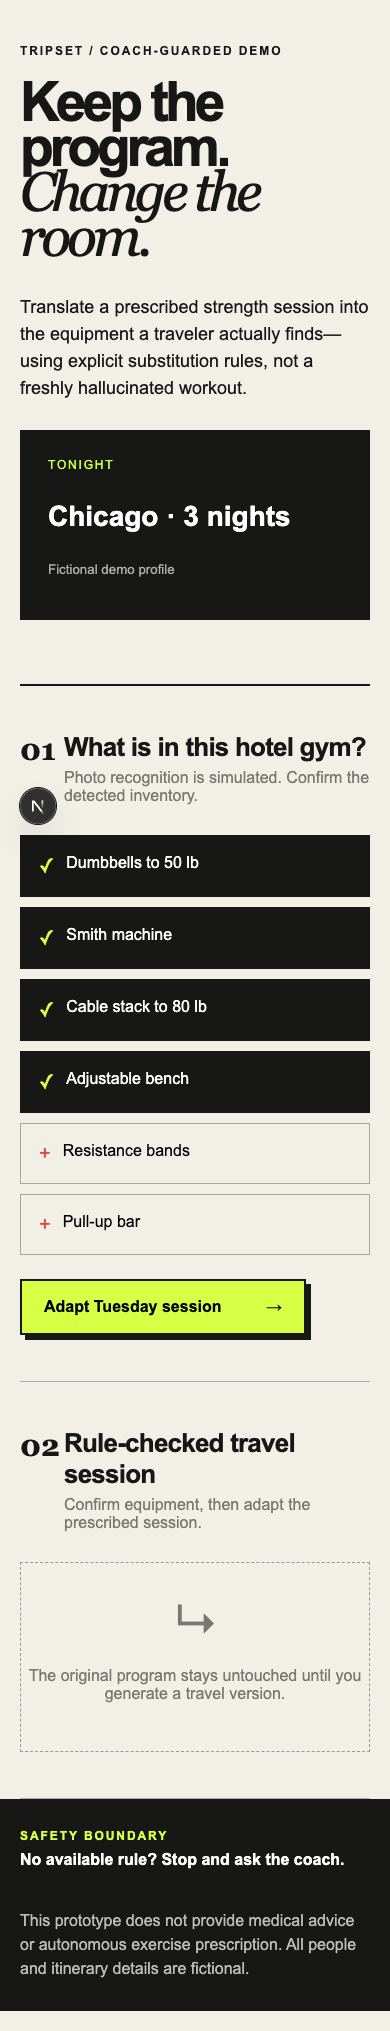 TRIPSET / COACH-GUARDED DEMO
Keep the
program.
Change the
room.
Translate a prescribed strength session into
the equipment a traveler actually finds—
using explicit substitution rules, not a
freshly hallucinated workout.
TONIGHT
Chicago · 3 nights
Fictional demo profile
01 What is in this hotel gym?
Photo recognition is simulated. Confirm the
detected inventory.
N
✓ Dumbbells to 50 lb
✓ Smith machine
✓ Cable stack to 80 lb
✓ Adjustable bench
+ Resistance bands
+ Pull-up bar
Adapt Tuesday session →
02 Rule-checked travel
session
Confirm equipment, then adapt the
prescribed session.
The original program stays untouched until you
generate a travel version.
SAFETY BOUNDARY
No available rule? Stop and ask the coach.
This prototype does not provide medical advice
or autonomous exercise prescription. All people
and itinerary details are fictional.